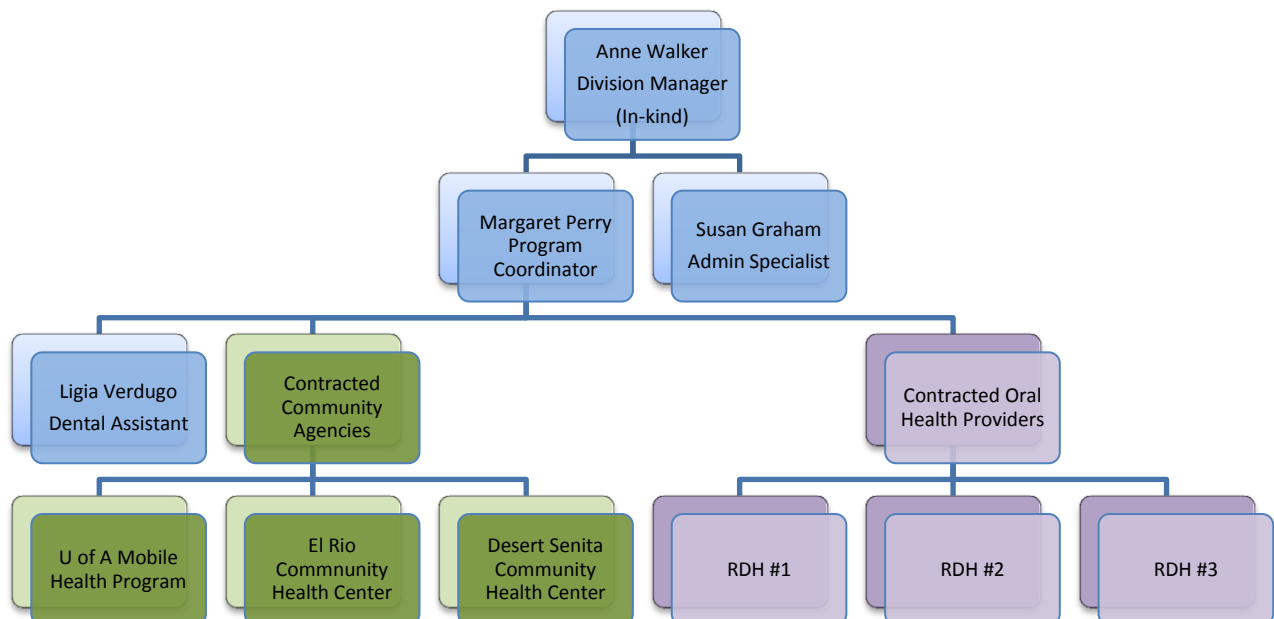 Anne Walker
Division Manager
(In-kind)
Margaret Perry
Program
Coordinator
Susan Graham
Admin Specialist
Ligia Verdugo
Dental Assistant
Contracted
Community
Agencies
Contracted Oral
Health Providers
U of A Mobile
Health Program
El Rio
Commnunity
Health Center
Desert Senita
Community
Health Center
RDH #1
RDH #2
RDH #3